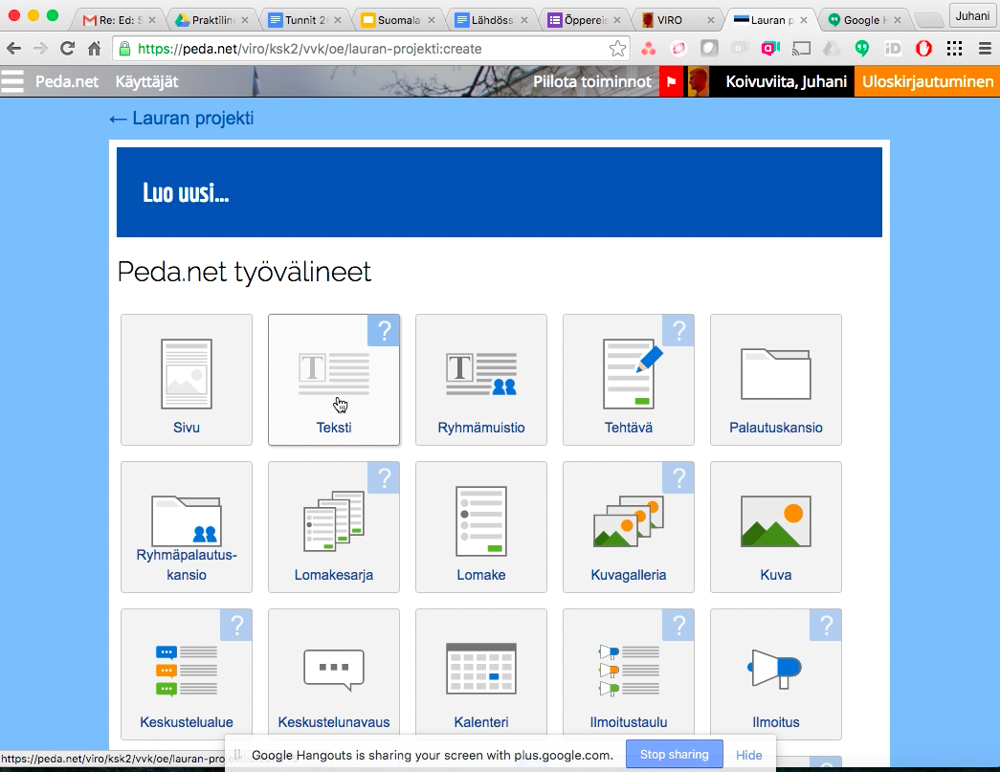 Re: Ed: S
Praktilin
Tunnit 2
Suomala
Lähdöss
Õpperei
VIRO
Lauran p
Google H
Juhani
https://peda.net/viro/ksk2/vvk/oe/lauran-projekti:create
Peda.net Käyttäjät Piilota toiminnot Koivuviita, Juhani Uloskirjautuminen
← Lauran projekti
Luo uusi...
Peda.net työvälineet
? ?
T T
Sivu Teksti Ryhmämuistio Tehtävä Palautuskansio
? ?
Ryhmäpalautus-
kansio Lomakesarja Lomake Kuvagalleria Kuva
? ? ?
Keskustelualue Keskustelunavaus Kalenteri Ilmoitustaulu Ilmoitus
https://peda.net/viro/ksk2/vvk/oe/lauran-pro
Google Hangouts is sharing your screen with plus.google.com. Stop sharing Hide